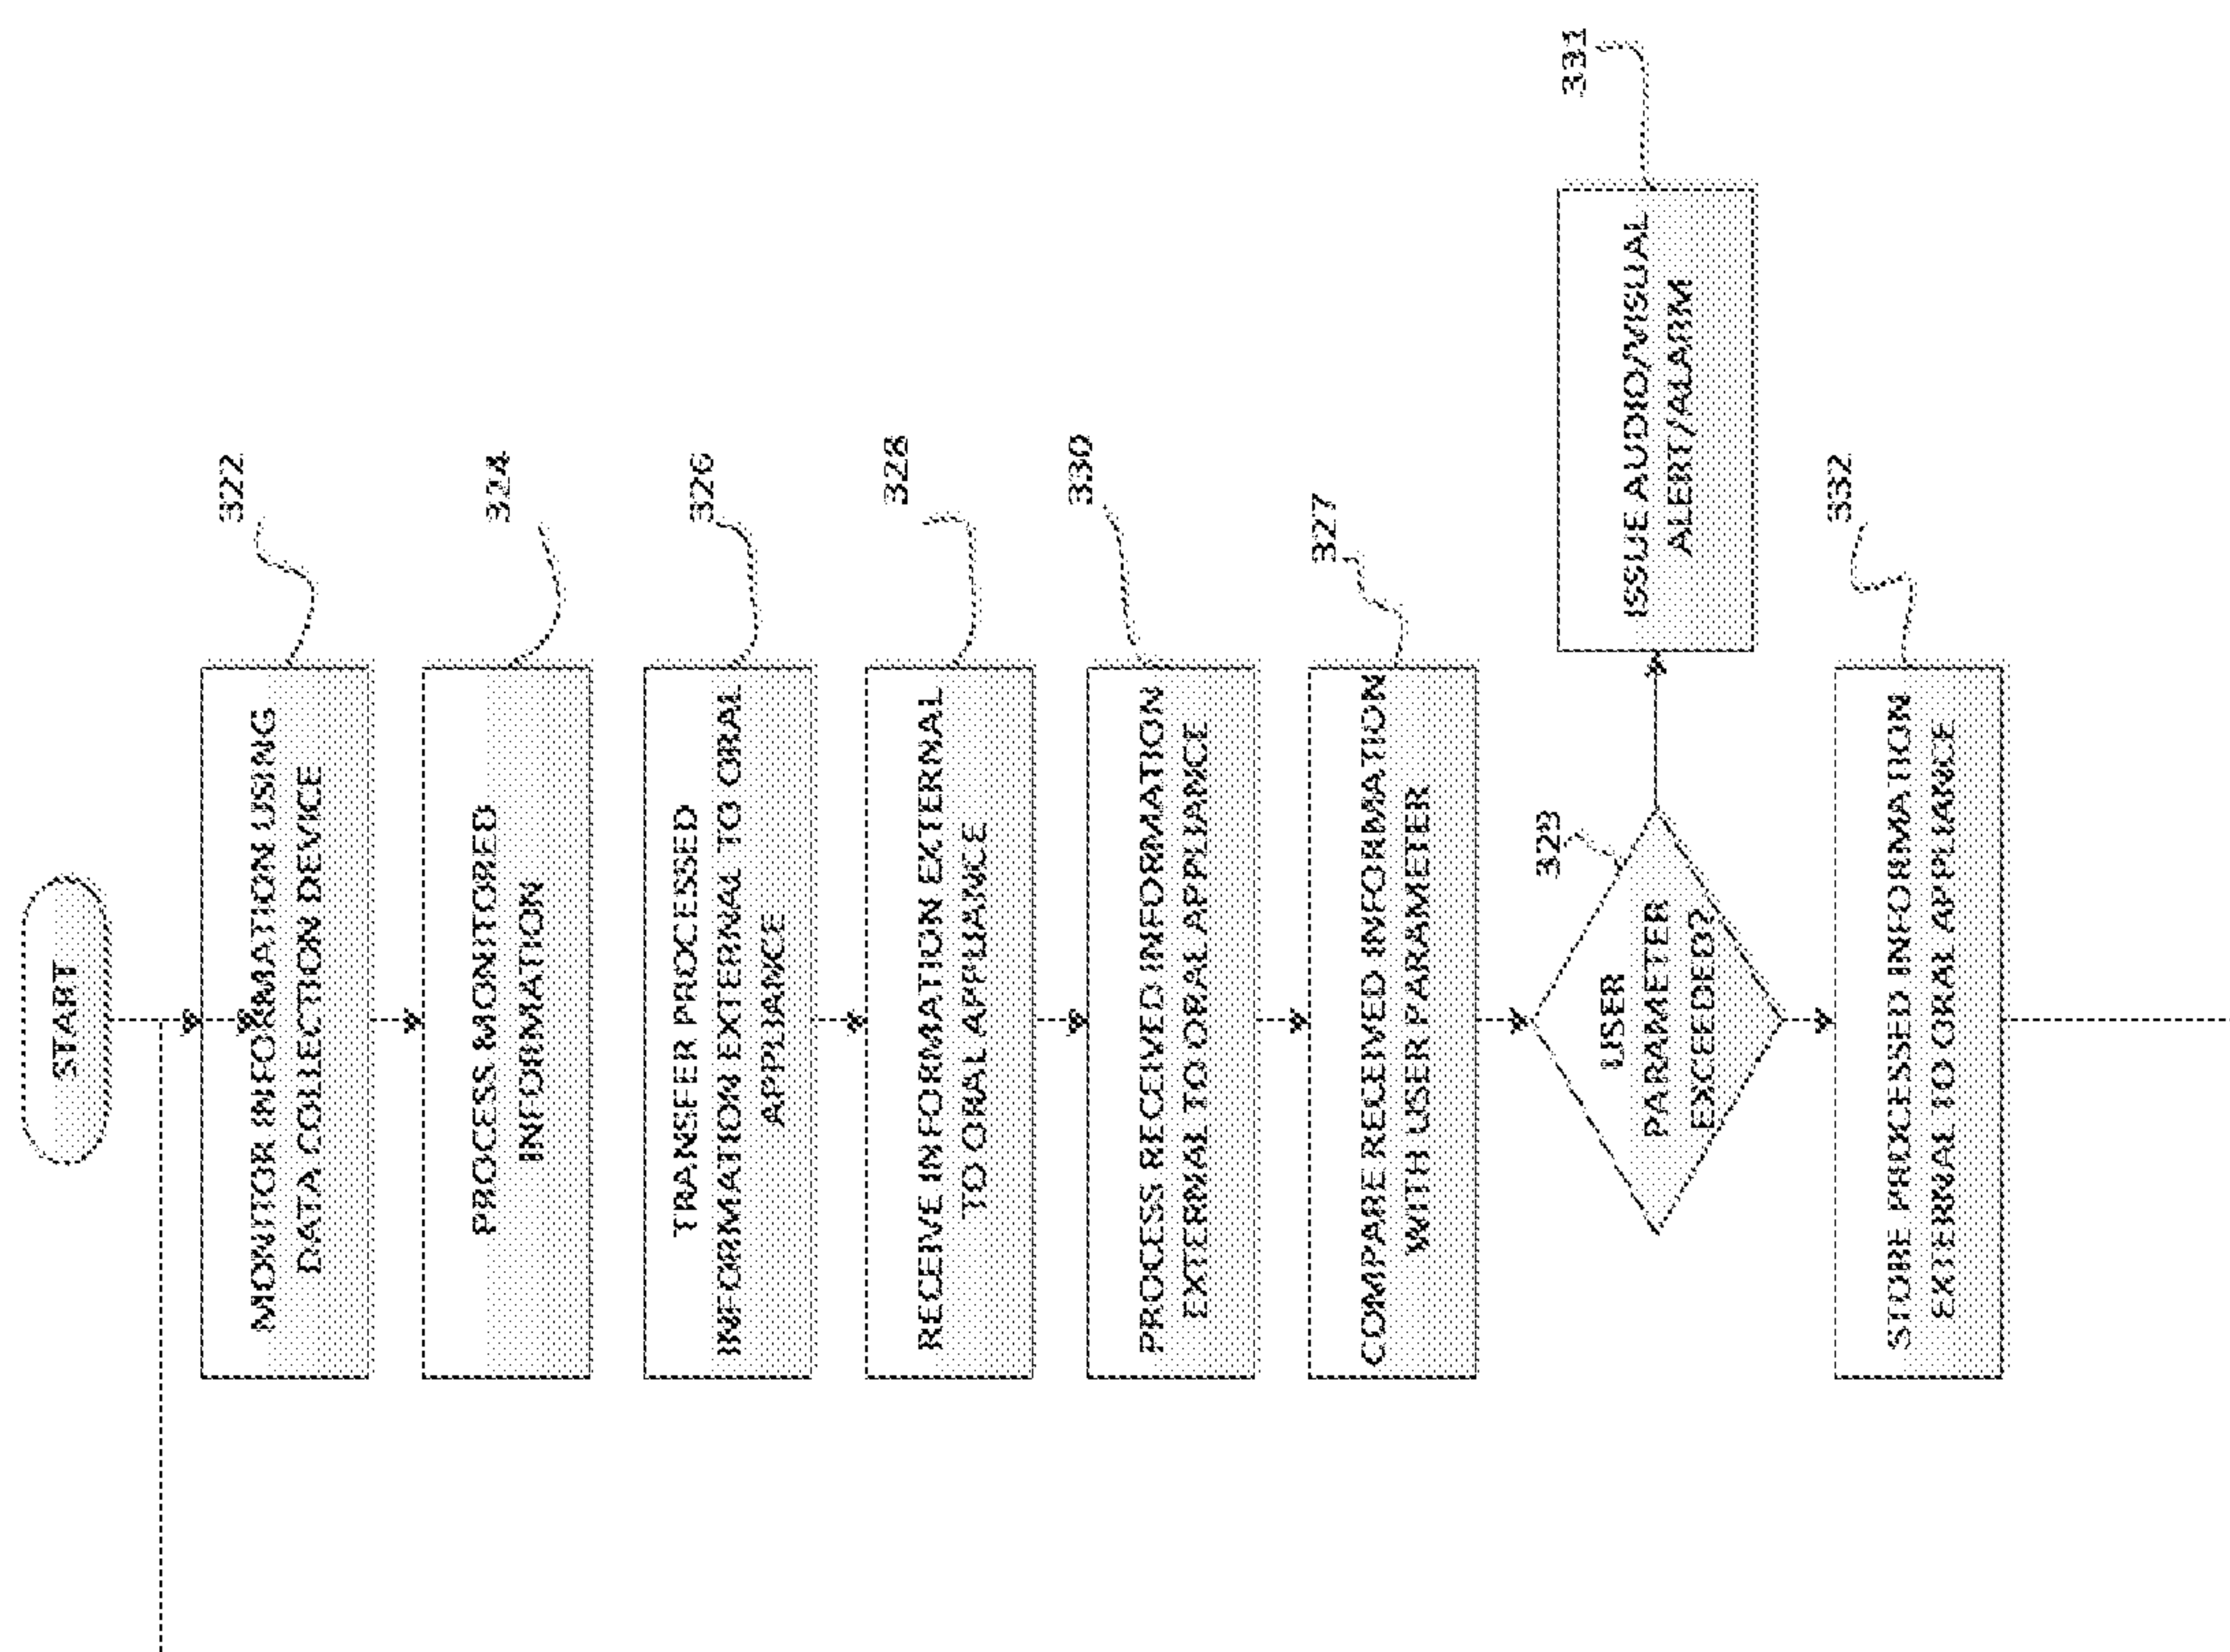 START
322
MONITOR INFORMATION USING
DATA COLLECTION DEVICE
324
PROCESS MONITORED
INFORMATION
326
TRANSFER PROCESSED
INFORMATION EXTERNAL TO ORAL
APPLIANCE
328
RECEIVE INFORMATION EXTERNAL
TO ORAL APPLIANCE
330
PROCESS RECEIVED INFORMATION
EXTERNAL TO ORAL APPLIANCE
327
COMPARE RECEIVED INFORMATION
WITH USER PARAMETER
329
USER
PARAMETER
EXCEEDED?
331
ISSUE AUDIO/VISUAL
ALERT/ALARM
332
STORE PROCESSED INFORMATION
EXTERNAL TO ORAL APPLIANCE